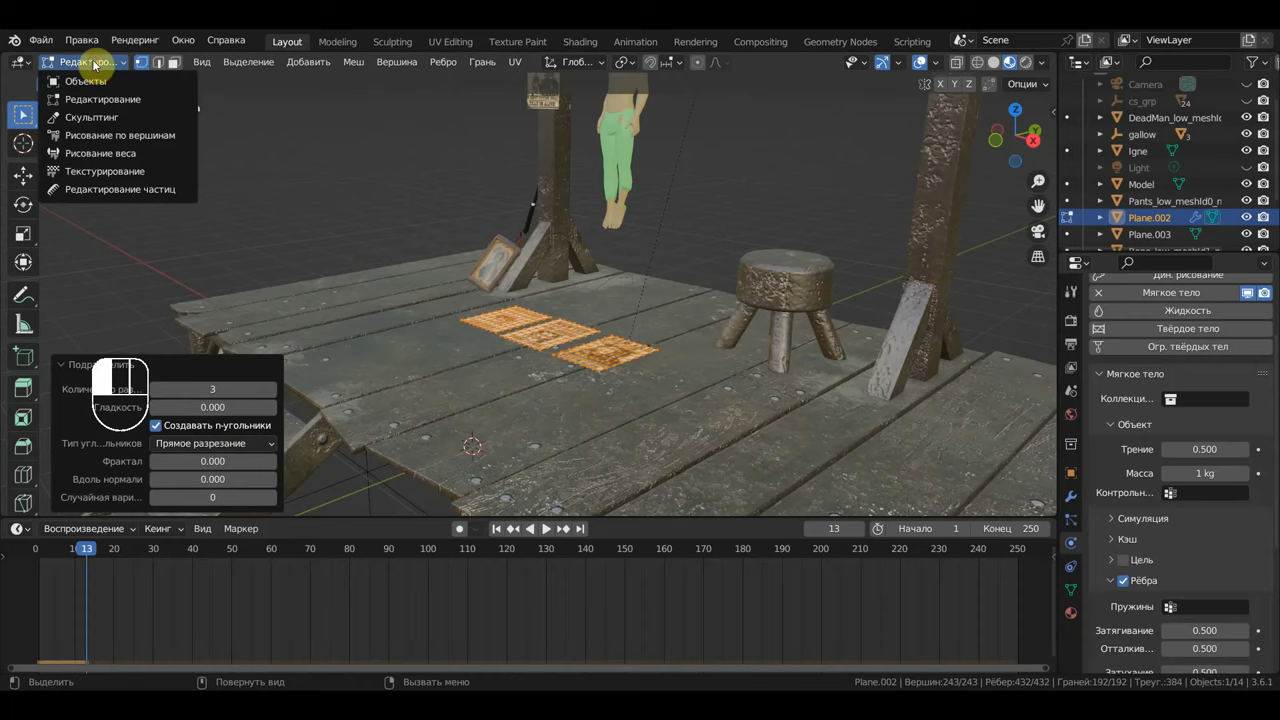 Файл Правка Рендеринг Окно Справка Layout Modeling Sculpting UV Editing Texture Paint Shading Animation Rendering Compositing Geometry Nodes Scripting Scene ViewLayer
Редактиро... Вид Выделение Добавить Меш Вершина Ребро Грань UV Глоб...
X Y Z Опции
Объекты
Редактирование
Скульптинг
Рисование по вершинам
Рисование веса
Текстурирование
Редактирование частиц
Camera
cs_grp 24
DeadMan_low_meshId
gallow 3
Igne
Light
Model
Pants_low_meshId0_n
Plane.002
Plane.003
Дин. рисование
Мягкое тело
Жидкость
Твёрдое тело
Огр. твёрдых тел
Мягкое тело
Коллекци...
Объект
Трение 0.500
Масса 1 kg
Контрольн...
Симуляция
Кэш
Цель
Рёбра
Пружины
Затягивание 0.500
Отталкив... 0.500
Затухание 0.500
3
Гладкость 0.000
Создавать n-угольники
Тип угл...льников Прямое разрезание
Фрактал 0.000
Вдоль нормали 0.000
Случайная вари... 0
Воспроизведение Кеинг Вид Маркер 13 Начало 1 Конец 250
0 13 20 30 40 50 60 70 80 90 100 110 120 130 140 150 160 170 180 190 200 210 220 230 240 250
Выделить Повернуть вид Вызвать меню Plane.002 | Вершин:243/243 | Рёбер:432/432 | Граней:192/192 | Треуг.:384 | Objects:1/14 | 3.6.1